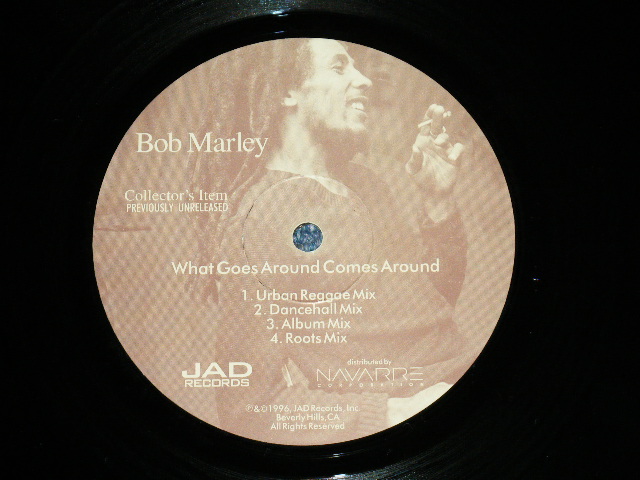 Bob Marley
Collector's Item
PREVIOUSLY UNRELEASED
What Goes Around Comes Around
1. Urban Reggae Mix
2. Dancehall Mix
3. Album Mix
4. Roots Mix
JAD
RECORDS
distributed by
NAVARRE
CORPORATION
℗&©1996, JAD Records, Inc.
Beverly Hills, CA
All Rights Reserved